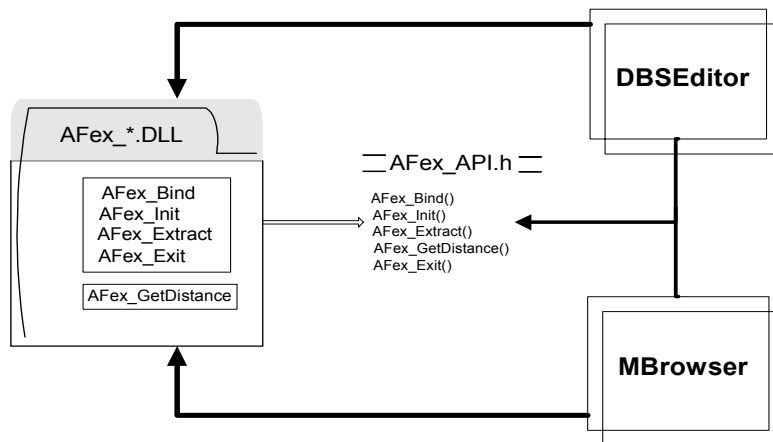 DBSEditor
AFex_*.DLL
AFex_API.h
AFex_Bind
AFex_Init
AFex_Extract
AFex_Exit
AFex_GetDistance
AFex_Bind()
AFex_Init()
AFex_Extract()
AFex_GetDistance()
AFex_Exit()
MBrowser